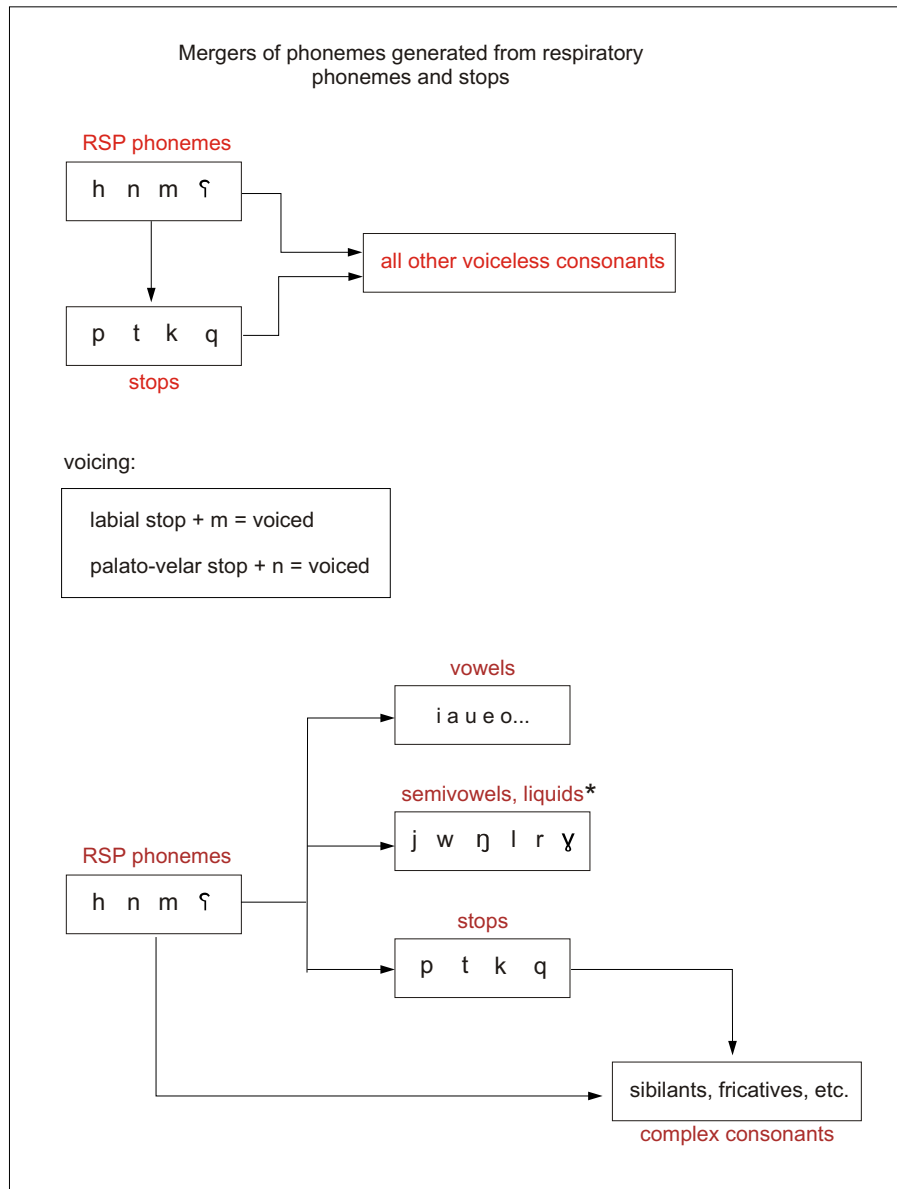 Mergers of phonemes generated from respiratory
phonemes and stops
RSP phonemes
h n m ʕ
all other voiceless consonants
p t k q
stops
voicing:
labial stop + m = voiced
palato-velar stop + n = voiced
vowels
i a u e o...
semivowels, liquids*
j w ŋ l r ɣ
RSP phonemes
h n m ʕ
stops
p t k q
sibilants, fricatives, etc.
complex consonants